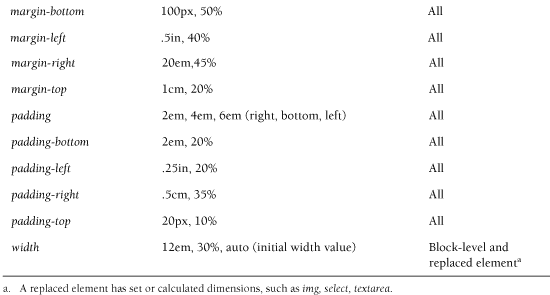 margin-bottom 100px, 50% All
margin-left .5in, 40% All
margin-right 20em,45% All
margin-top 1cm, 20% All
padding 2em, 4em, 6em (right, bottom, left) All
padding-bottom 2em, 20% All
padding-left .25in, 20% All
padding-right .5cm, 35% All
padding-top 20px, 10% All
width 12em, 30%, auto (initial width value) Block-level and
replaced elementa
a. A replaced element has set or calculated dimensions, such as img, select, textarea.